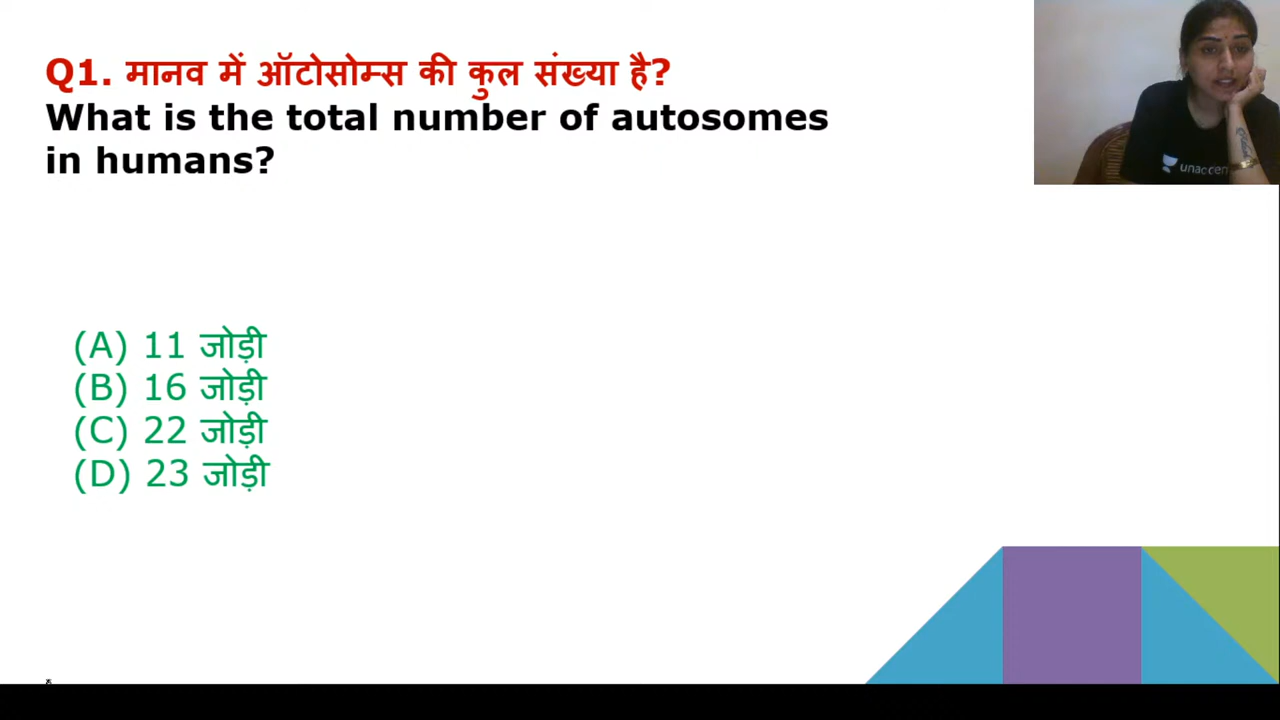 Q1. मानव में ऑटोसोम्स की कुल संख्या है?
What is the total number of autosomes
in humans?
(A) 11 जोड़ी
(B) 16 जोड़ी
(C) 22 जोड़ी
(D) 23 जोड़ी